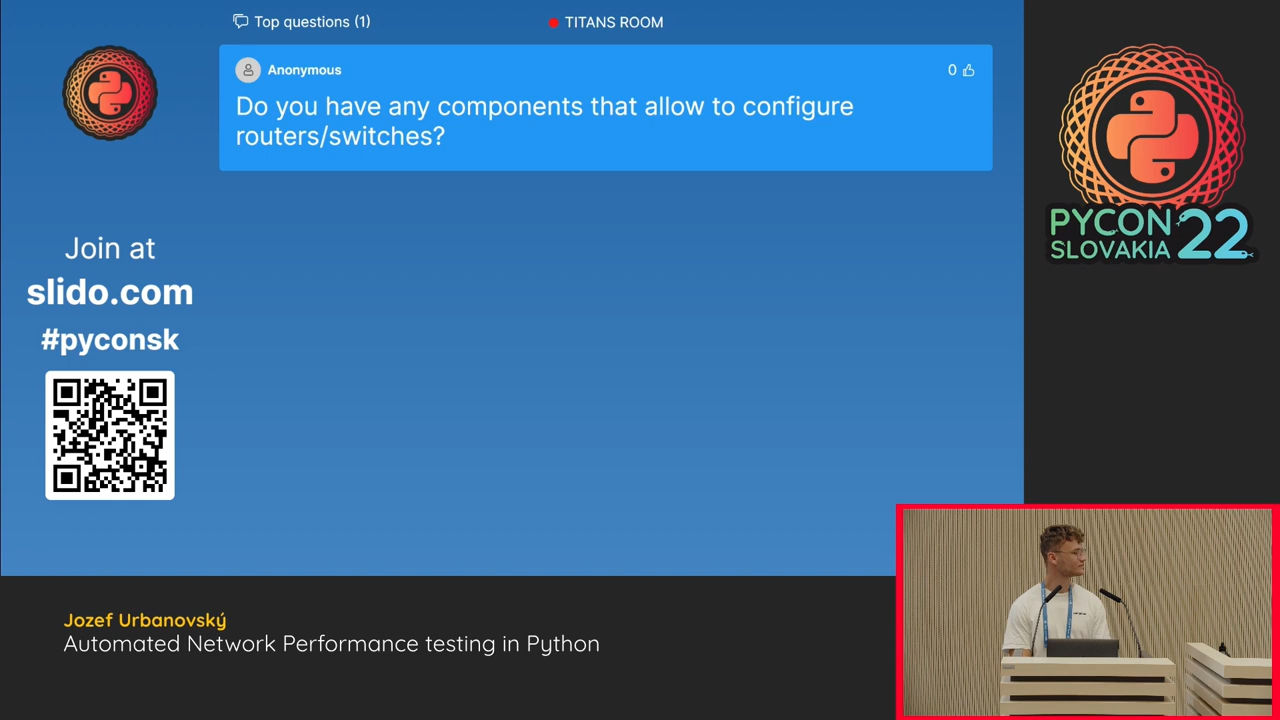 Top questions (1)
TITANS ROOM
Anonymous
0
Do you have any components that allow to configure
routers/switches?
Join at
slido.com
#pyconsk
PYCON
SLOVAKIA
22
Jozef Urbanovský
Automated Network Performance testing in Python